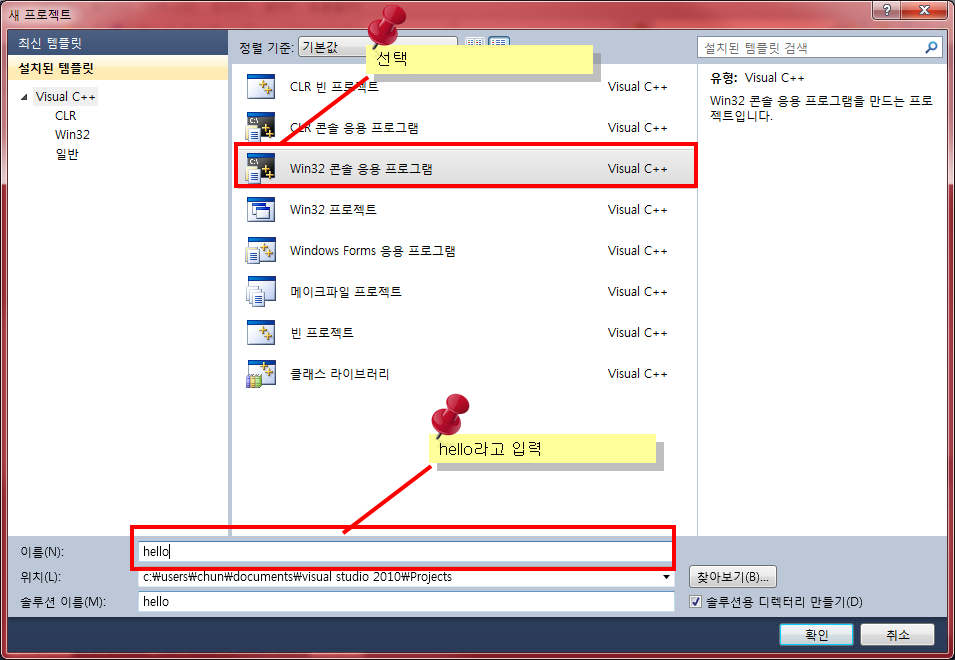 새 프로젝트
최신 템플릿
설치된 템플릿
Visual C++
CLR
Win32
일반
정렬 기준: 기본값
선택
설치된 템플릿 검색
CLR 빈 프로젝트 Visual C++
CLR 콘솔 응용 프로그램 Visual C++
Win32 콘솔 응용 프로그램 Visual C++
Win32 프로젝트 Visual C++
Windows Forms 응용 프로그램 Visual C++
메이크파일 프로젝트 Visual C++
빈 프로젝트 Visual C++
클래스 라이브러리 Visual C++
유형: Visual C++
Win32 콘솔 응용 프로그램을 만드는 프로
젝트입니다.
hello라고 입력
이름(N): hello
위치(L): c:₩users₩chun₩documents₩visual studio 2010₩Projects 찾아보기(B)...
솔루션 이름(M): hello 솔루션용 디렉터리 만들기(D)
확인 취소